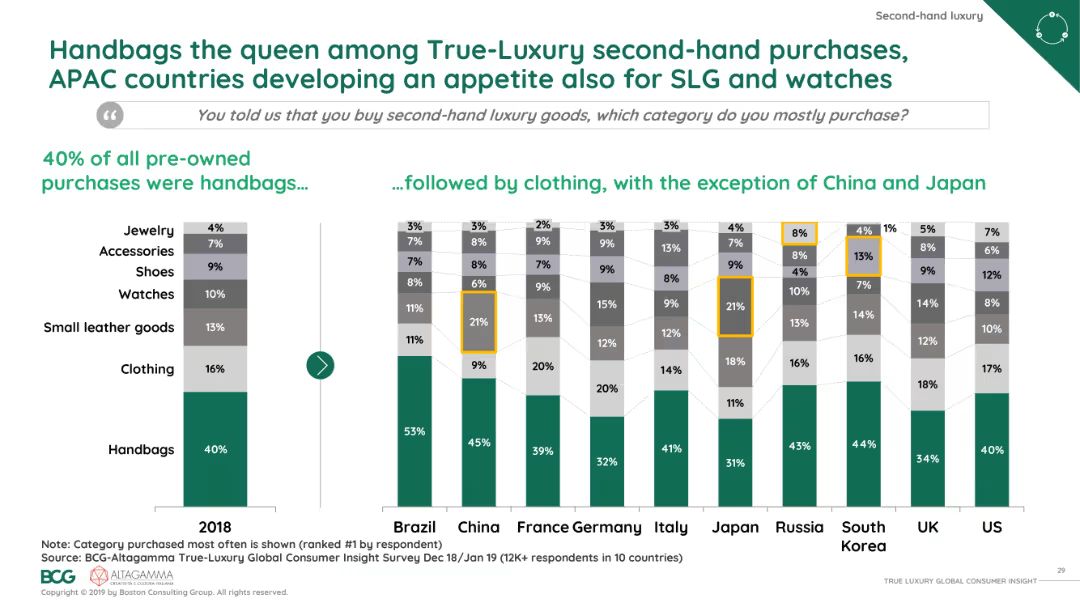 Second-hand luxury
Handbags the queen among True-Luxury second-hand purchases,
APAC countries developing an appetite also for SLG and watches
“ You told us that you buy second-hand luxury goods, which category do you mostly purchase?
40% of all pre-owned
purchases were handbags...
...followed by clothing, with the exception of China and Japan
Jewelry
Accessories
Shoes
Watches
Small leather goods
Clothing
Handbags
4%
7%
9%
10%
13%
16%
40%
2018
3%
7%
7%
8%
11%
11%
53%
Brazil
3%
8%
8%
6%
21%
9%
45%
China
2%
9%
7%
9%
13%
20%
39%
France
3%
9%
9%
15%
12%
20%
32%
Germany
3%
13%
8%
9%
12%
14%
41%
Italy
4%
7%
9%
21%
18%
11%
31%
Japan
8%
8%
4%
10%
13%
16%
43%
Russia
1%
4%
13%
7%
14%
16%
44%
South
Korea
5%
8%
9%
14%
12%
18%
34%
UK
7%
6%
12%
8%
10%
17%
40%
US
Note: Category purchased most often is shown (ranked #1 by respondent)
Source: BCG-Altagamma True-Luxury Global Consumer Insight Survey Dec 18/Jan 19 (12K+ respondents in 10 countries)
BCG
ALTAGAMMA
Copyright © 2019 by Boston Consulting Group. All rights reserved.
29
TRUE LUXURY GLOBAL CONSUMER INSIGHT